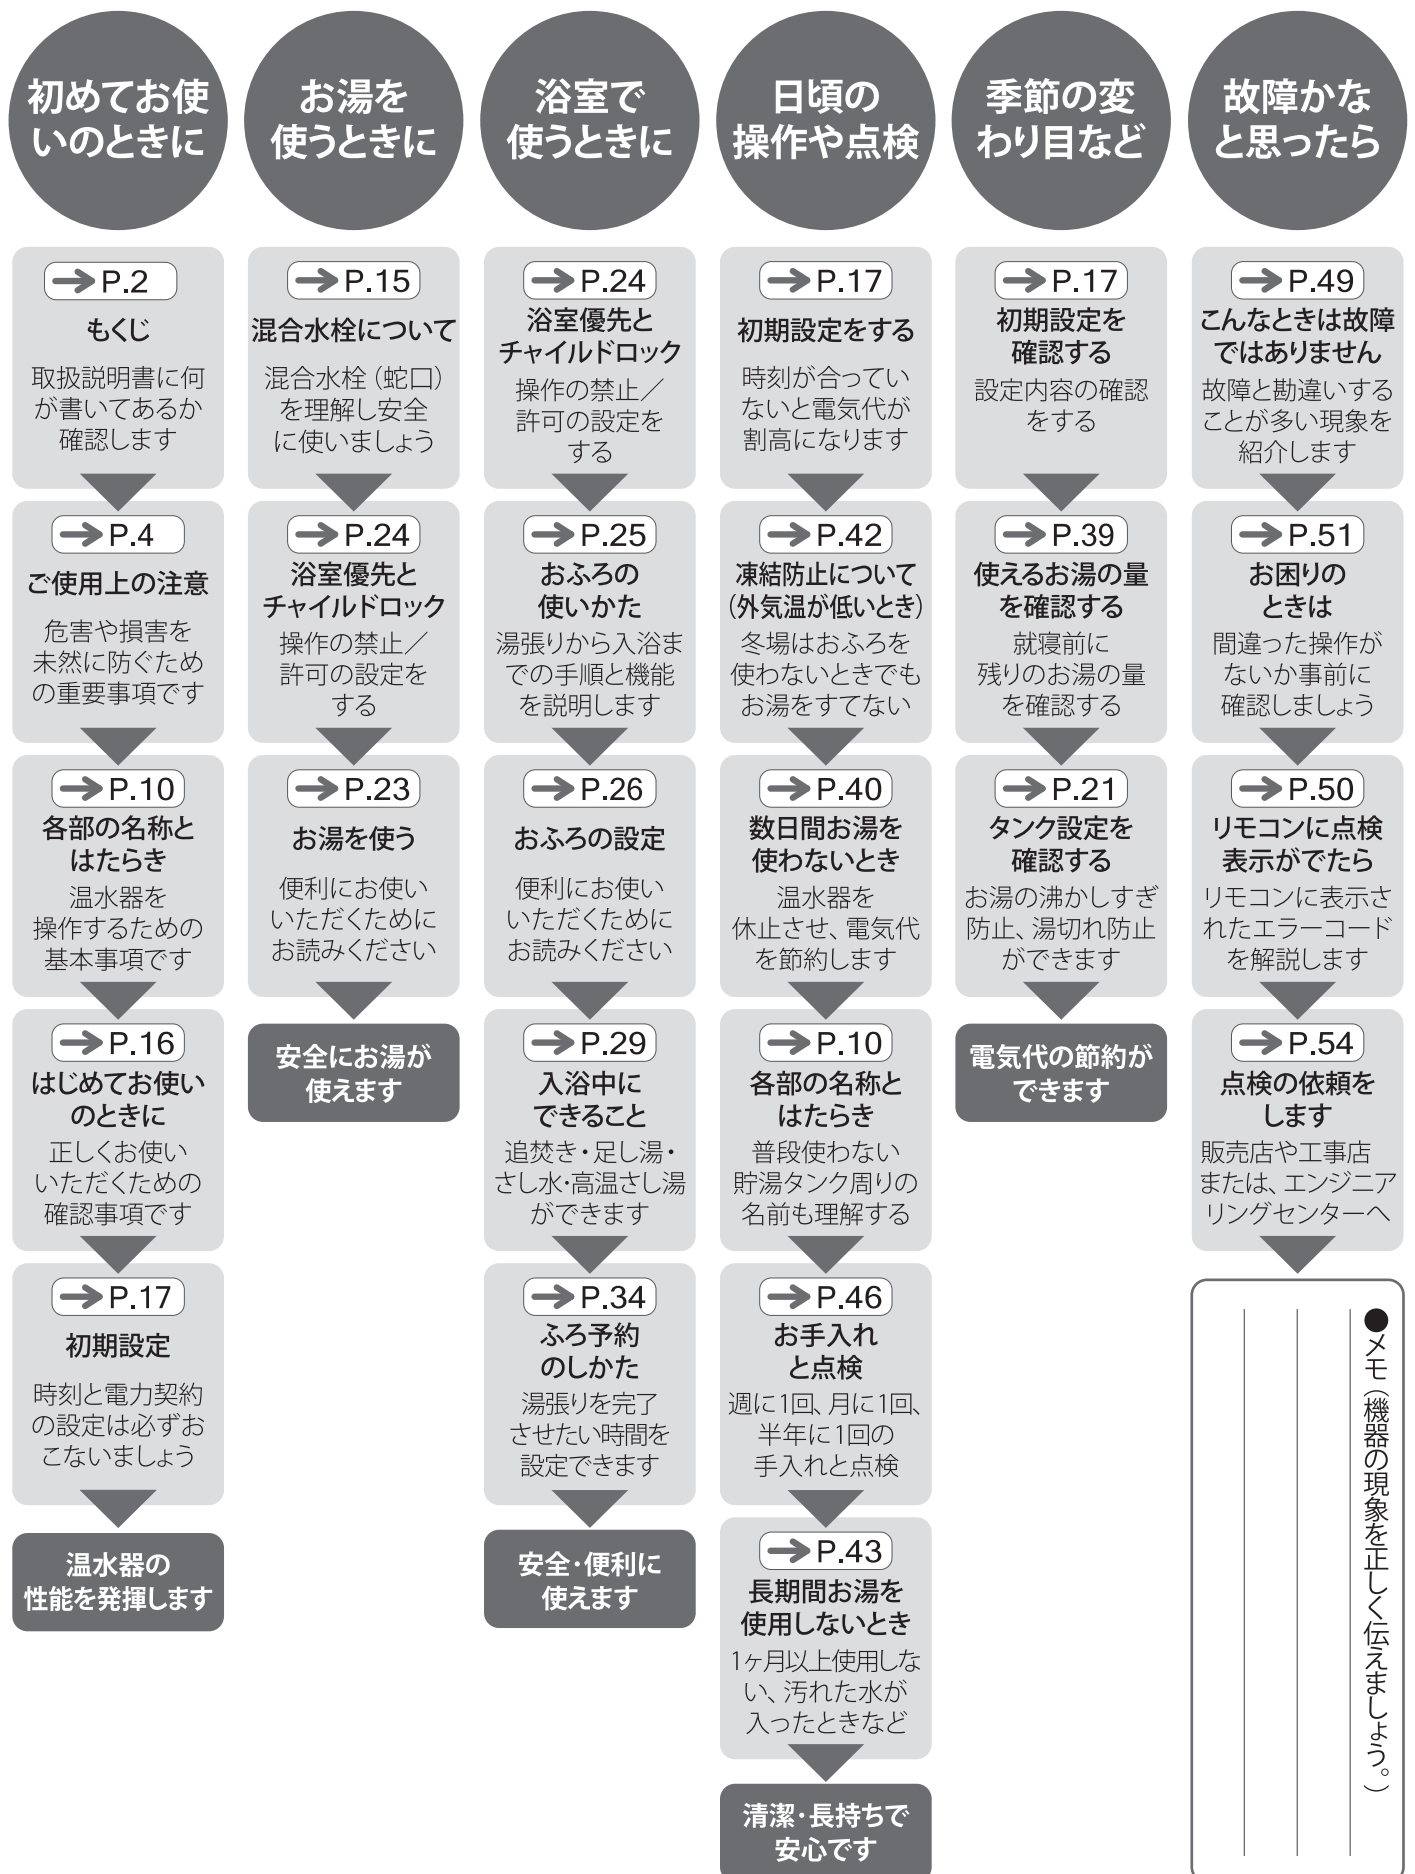 初めてお使
いのときに
→P.2
もくじ
取扱説明書に何
が書いてあるか
確認します
→P.4
ご使用上の注意
危害や損害を
未然に防ぐため
の重要事項です
→P.10
各部の名称と
はたらき
温水器を
操作するための
基本事項です
→P.16
はじめてお使い
のときに
正しくお使い
いただくための
確認事項です
→P.17
初期設定
時刻と電力契約
の設定は必ずお
こないましょう
温水器の
性能を発揮します
お湯を
使うときに
→P.15
混合水栓について
混合水栓（蛇口）
を理解し安全
に使いましょう
→P.24
浴室優先と
チャイルドロック
操作の禁止／
許可の設定を
する
→P.23
お湯を使う
便利にお使い
いただくために
お読みください
安全にお湯が
使えます
浴室で
使うときに
→P.24
浴室優先と
チャイルドロック
操作の禁止／
許可の設定を
する
→P.25
おふろの
使いかた
湯張りから入浴ま
での手順と機能
を説明します
→P.26
おふろの設定
便利にお使い
いただくために
お読みください
→P.29
入浴中に
できること
追焚き・足し湯・
さし水・高温さし湯
ができます
→P.34
ふろ予約
のしかた
湯張りを完了
させたい時間を
設定できます
安全・便利に
使えます
日頃の
操作や点検
→P.17
初期設定をする
時刻が合ってい
ないと電気代が
割高になります
→P.42
凍結防止について
（外気温が低いとき）
冬場はおふろを
使わないときでも
お湯をすてない
→P.40
数日間お湯を
使わないとき
温水器を
休止させ、電気代
を節約します
→P.10
各部の名称と
はたらき
普段使わない
貯湯タンク周りの
名前も理解する
→P.46
お手入れ
と点検
週に1回、月に1回、
半年に1回の
手入れと点検
→P.43
長期間お湯を
使用しないとき
1ヶ月以上使用しな
い、汚れた水が
入ったときなど
清潔・長持ちで
安心です
季節の変
わり目など
→P.17
初期設定を
確認する
設定内容の確認
をする
→P.39
使えるお湯の量
を確認する
就寝前に
残りのお湯の量
を確認する
→P.21
タンク設定を
確認する
お湯の沸かしすぎ
防止、湯切れ防止
ができます
電気代の節約が
できます
故障かな
と思ったら
→P.49
こんなときは故障
ではありません
故障と勘違いする
ことが多い現象を
紹介します
→P.51
お困りの
ときは
間違った操作が
ないか事前に
確認しましょう
→P.50
リモコンに点検
表示がでたら
リモコンに表示さ
れたエラーコード
を解説します
→P.54
点検の依頼を
します
販売店や工事店
または、エンジニア
リングセンターへ
●メモ（機器の現象を正しく伝えましょう。）